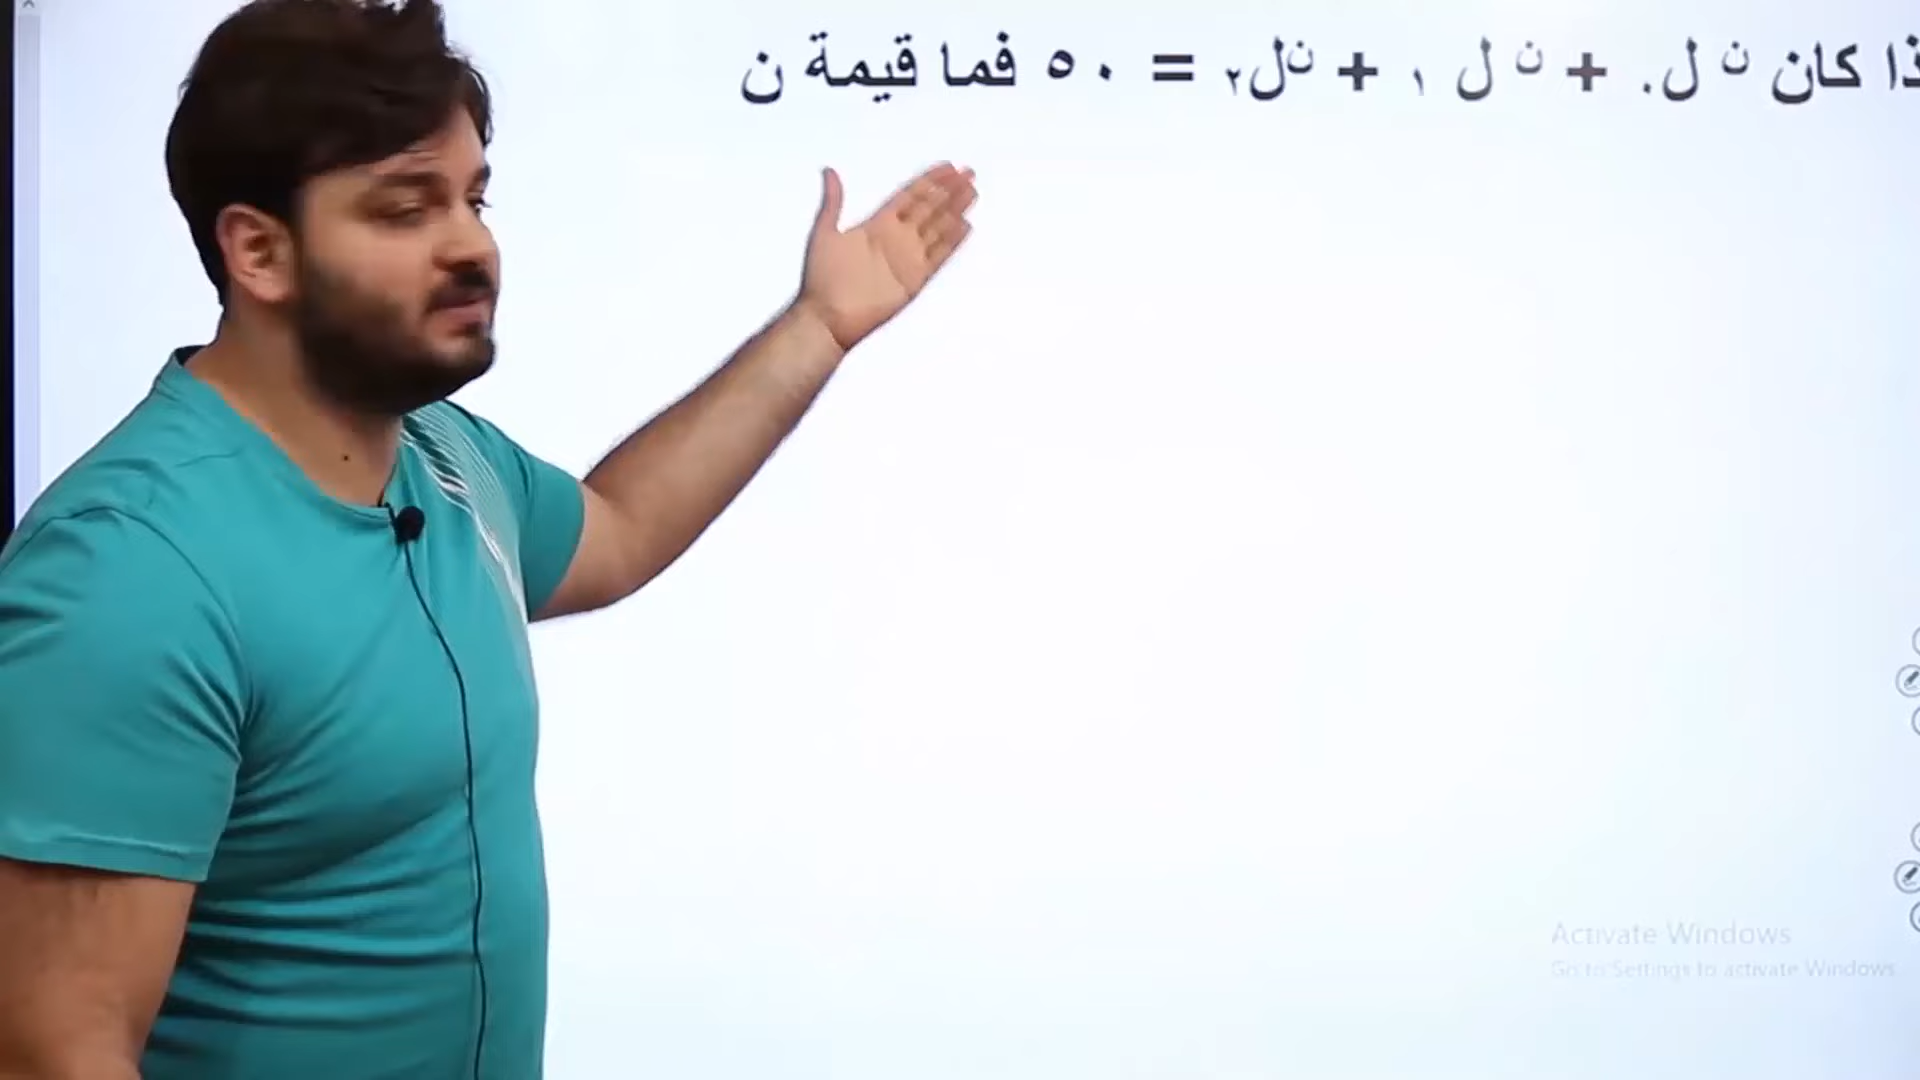 ذا كان ن ل . + ن ل ١ + ن ل ٢ = ٥٠ فما قيمة ن
Activate Windows
Go to Settings to activate Windows